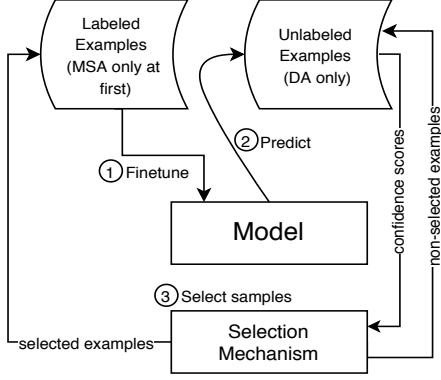 Labeled
Examples
(MSA only at
first)
Unlabeled
Examples
(DA only)
2 Predict
1 Finetune
confidence scores
non-selected examples
Model
3 Select samples
selected examples
Selection
Mechanism